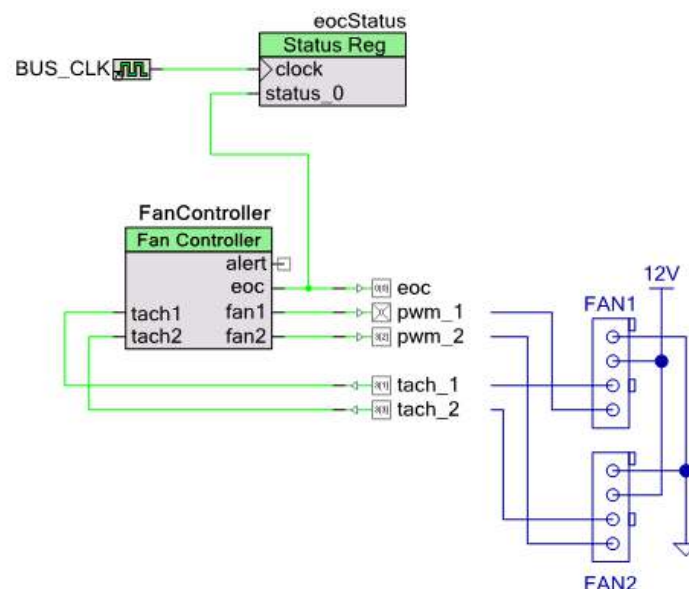 eocStatus
Status Reg
BUS_CLK
clock
status_0
FanController
Fan Controller
alert
eoc
eoc
tach1
fan1
pwm_1
tach2
fan2
pwm_2
tach_1
tach_2
12V
FAN1
FAN2